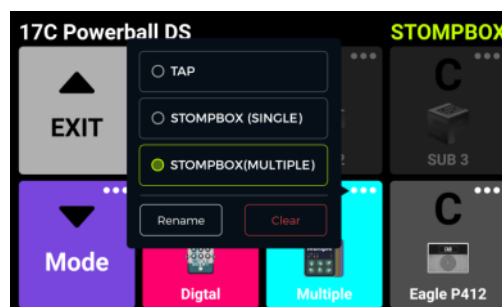 17C Powerball DS
STOMPBOX
TAP
STOMPBOX (SINGLE)
STOMPBOX(MULTIPLE)
Rename
Clear
EXIT
C
SUB 3
Mode
Digtal
Multiple
C
Eagle P412